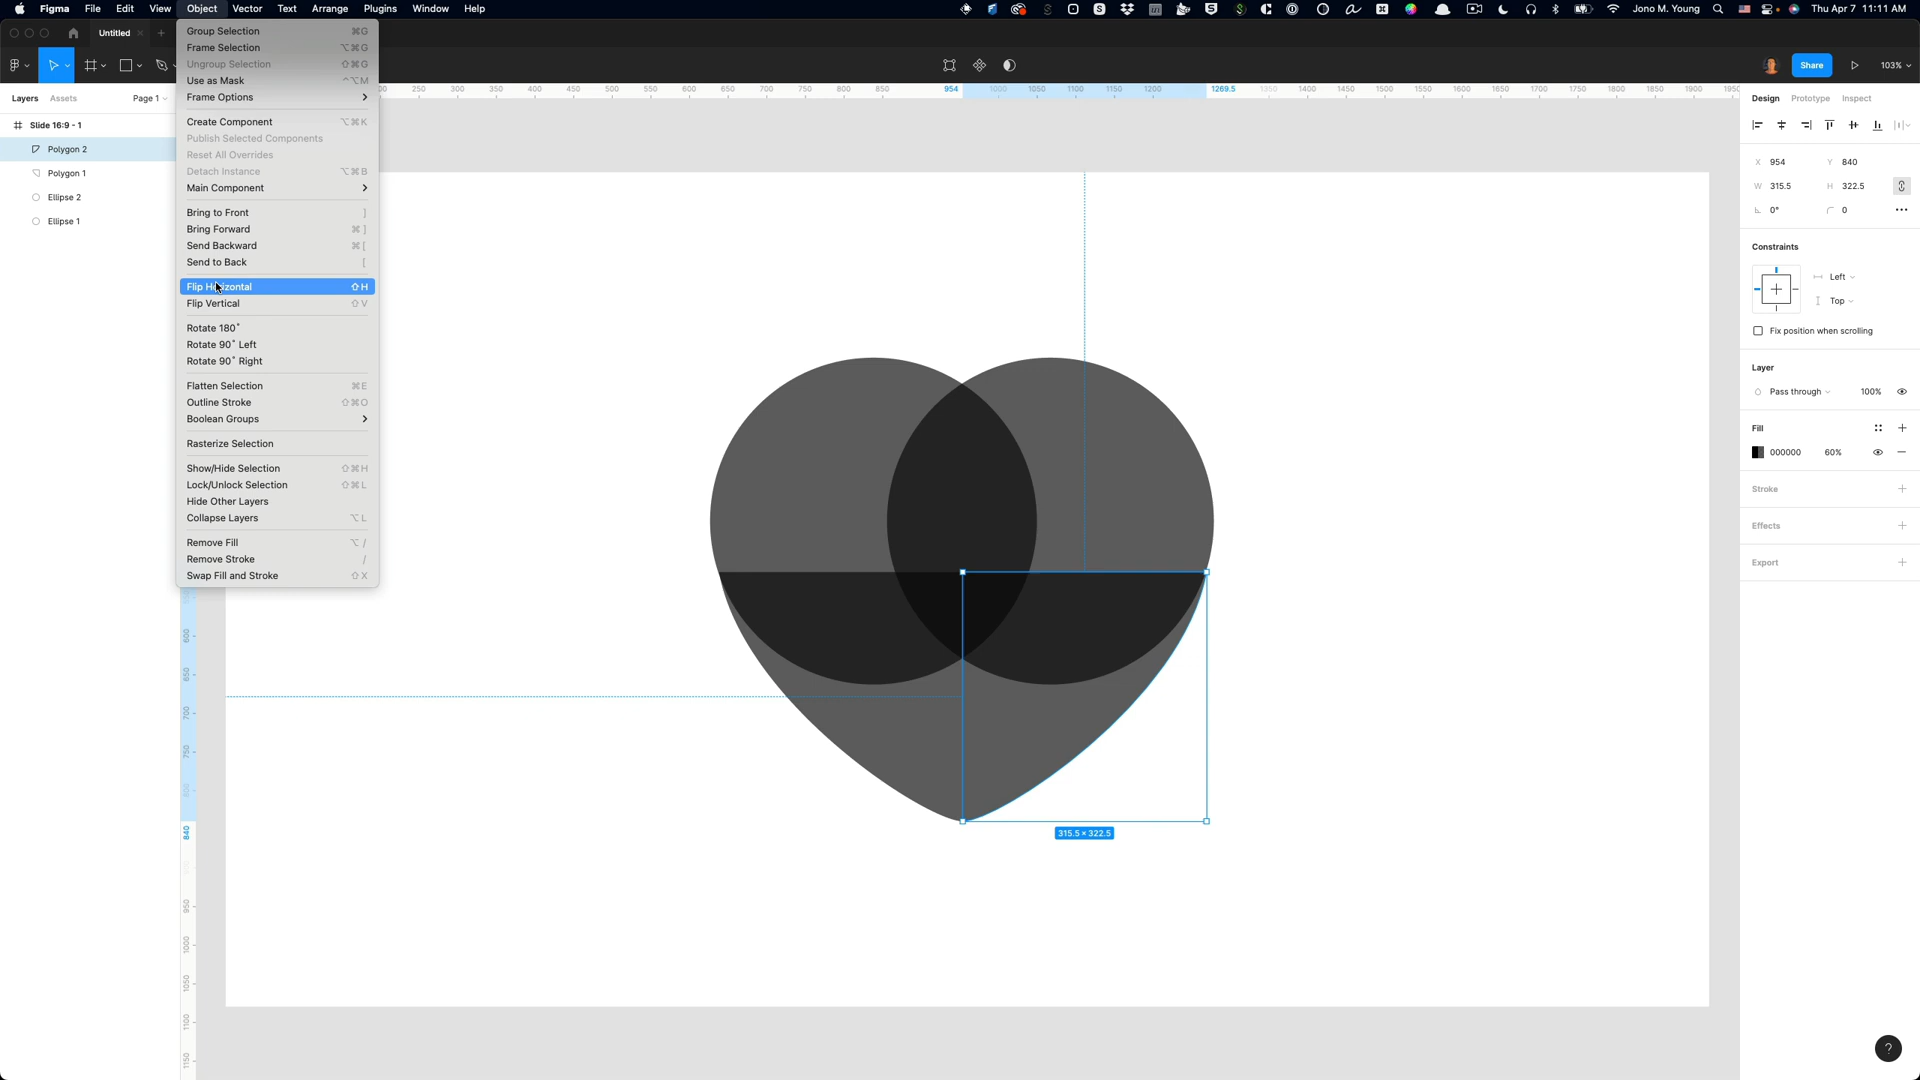 Figma File Edit View Object Vector Text Arrange Plugins Window Help Jono M. Young Thu Apr 7 11:11 AM
Untitled
Share 103%
Layers Assets Page 1
Slide 16:9 - 1
Polygon 2
Polygon 1
Ellipse 2
Ellipse 1
Group Selection ⌘G
Frame Selection ⌥⌘G
Ungroup Selection ⇧⌘G
Use as Mask ^⌥M
Frame Options
Create Component ⌥⌘K
Publish Selected Components
Reset All Overrides
Detach Instance ⌥⌘B
Main Component
Bring to Front ]
Bring Forward ⌘ ]
Send Backward ⌘ [
Send to Back [
Flip Horizontal ⇧H
Flip Vertical ⇧V
Rotate 180°
Rotate 90° Left
Rotate 90° Right
Flatten Selection ⌘E
Outline Stroke ⇧⌘O
Boolean Groups
Rasterize Selection
Show/Hide Selection ⇧⌘H
Lock/Unlock Selection ⇧⌘L
Hide Other Layers
Collapse Layers ⌥L
Remove Fill ⌥ /
Remove Stroke /
Swap Fill and Stroke ⇧X
250 300 350 400 450 500 550 600 650 700 750 800 850 954 1000 1050 1100 1150 1200 1269.5 1350 1400 1450 1500 1550 1600 1650 1700 1750 1800 1850 1900
600
650
700
750
800
840
950
1000
1050
1100
1150
315.5 × 322.5
Design Prototype Inspect
X 954 Y 840
W 315.5 H 322.5
0° 0
Constraints
Left
Top
Fix position when scrolling
Layer
Pass through 100%
Fill
000000 60%
Stroke
Effects
Export
?